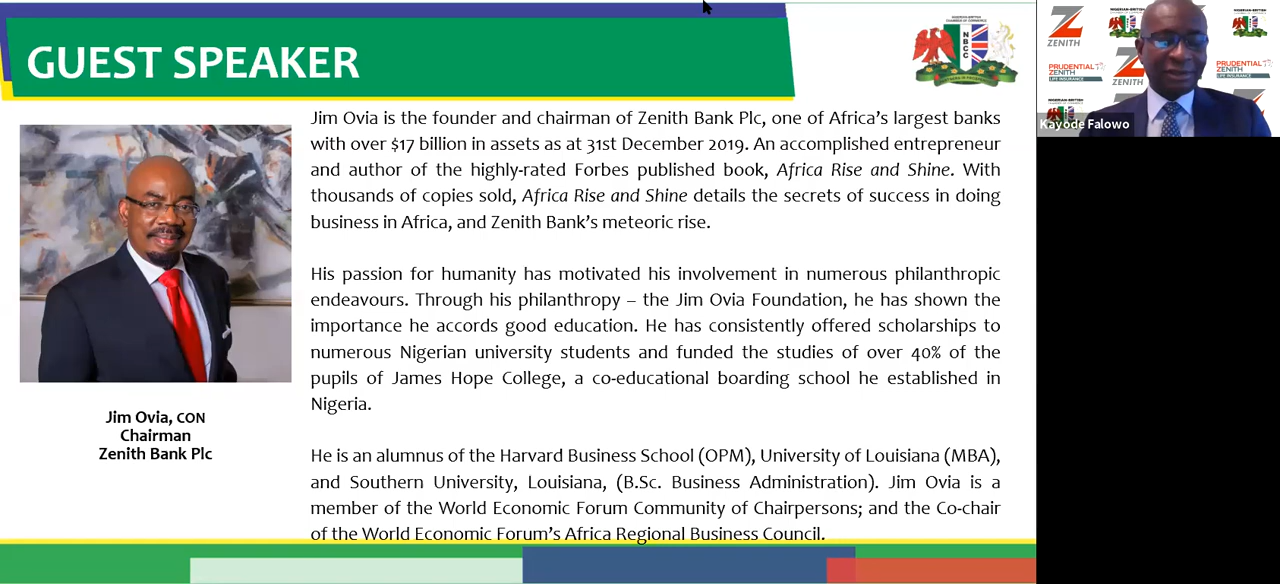 GUEST SPEAKER
NBCC
Jim Ovia is the founder and chairman of Zenith Bank Plc, one of Africa’s largest banks
with over $17 billion in assets as at 31st December 2019. An accomplished entrepreneur
and author of the highly-rated Forbes published book, Africa Rise and Shine. With
thousands of copies sold, Africa Rise and Shine details the secrets of success in doing
business in Africa, and Zenith Bank’s meteoric rise.
His passion for humanity has motivated his involvement in numerous philanthropic
endeavours. Through his philanthropy – the Jim Ovia Foundation, he has shown the
importance he accords good education. He has consistently offered scholarships to
numerous Nigerian university students and funded the studies of over 40% of the
pupils of James Hope College, a co-educational boarding school he established in
Nigeria.
He is an alumnus of the Harvard Business School (OPM), University of Louisiana (MBA),
and Southern University, Louisiana, (B.Sc. Business Administration). Jim Ovia is a
member of the World Economic Forum Community of Chairpersons; and the Co-chair
of the World Economic Forum’s Africa Regional Business Council.
Jim Ovia, CON
Chairman
Zenith Bank Plc
ZENITH
PRUDENTIAL
ZENITH
LIFE INSURANCE
ZENITH
PRUDENTIAL
ZENITH
Kayode Falowo